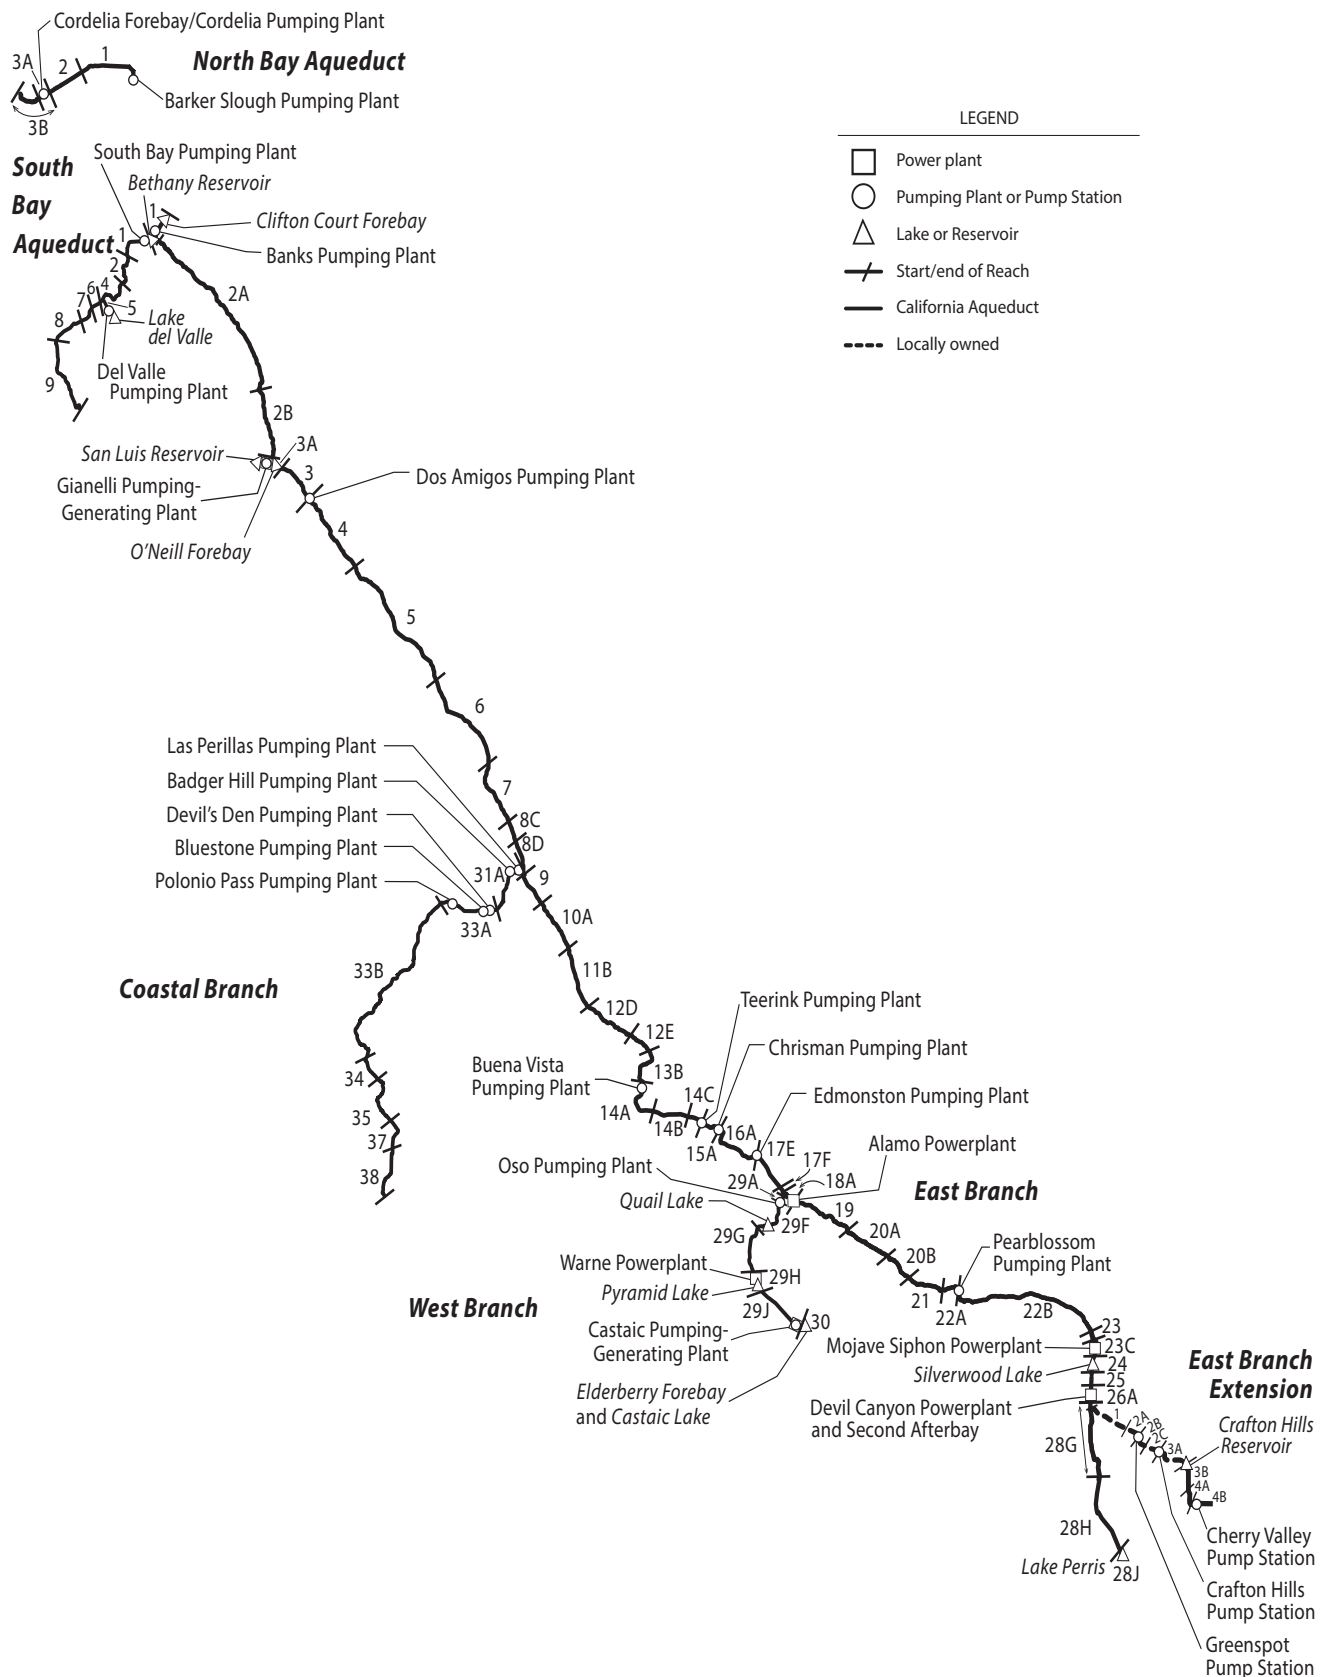 Cordelia Forebay/Cordelia Pumping Plant
North Bay Aqueduct
3A
2
1
Barker Slough Pumping Plant
3B
LEGEND
Power plant
Pumping Plant or Pump Station
Lake or Reservoir
Start/end of Reach
California Aqueduct
Locally owned
South
Bay
Aqueduct
South Bay Pumping Plant
Bethany Reservoir
1
Clifton Court Forebay
Banks Pumping Plant
1
2
2A
4
6
7
5
8
Lake
del Valle
Del Valle
Pumping Plant
9
2B
3A
San Luis Reservoir
3
Dos Amigos Pumping Plant
Gianelli Pumping-
Generating Plant
O'Neill Forebay
4
5
6
Las Perillas Pumping Plant
Badger Hill Pumping Plant
7
Devil's Den Pumping Plant
8C
Bluestone Pumping Plant
8D
Polonio Pass Pumping Plant
31A
9
33A
10A
33B
11B
Coastal Branch
12D
Teerink Pumping Plant
12E
Chrisman Pumping Plant
Buena Vista
Pumping Plant
13B
34
14A
14B
14C
Edmonston Pumping Plant
35
15A
16A
37
17E
Alamo Powerplant
38
Oso Pumping Plant
29A
17F
18A
East Branch
Quail Lake
29F
19
29G
20A
20B
Pearblossom
Pumping Plant
Warne Powerplant
29H
Pyramid Lake
21
22A
22B
West Branch
29J
Castaic Pumping-
Generating Plant
30
23
Mojave Siphon Powerplant
23C
Silverwood Lake
24
25
East Branch
Extension
Elderberry Forebay
and Castaic Lake
Devil Canyon Powerplant
and Second Afterbay
26A
1
2A
2B
2C
3A
Crafton Hills
Reservoir
28G
3B
4A
4B
28H
Cherry Valley
Pump Station
Lake Perris
28J
Crafton Hills
Pump Station
Greenspot
Pump Station